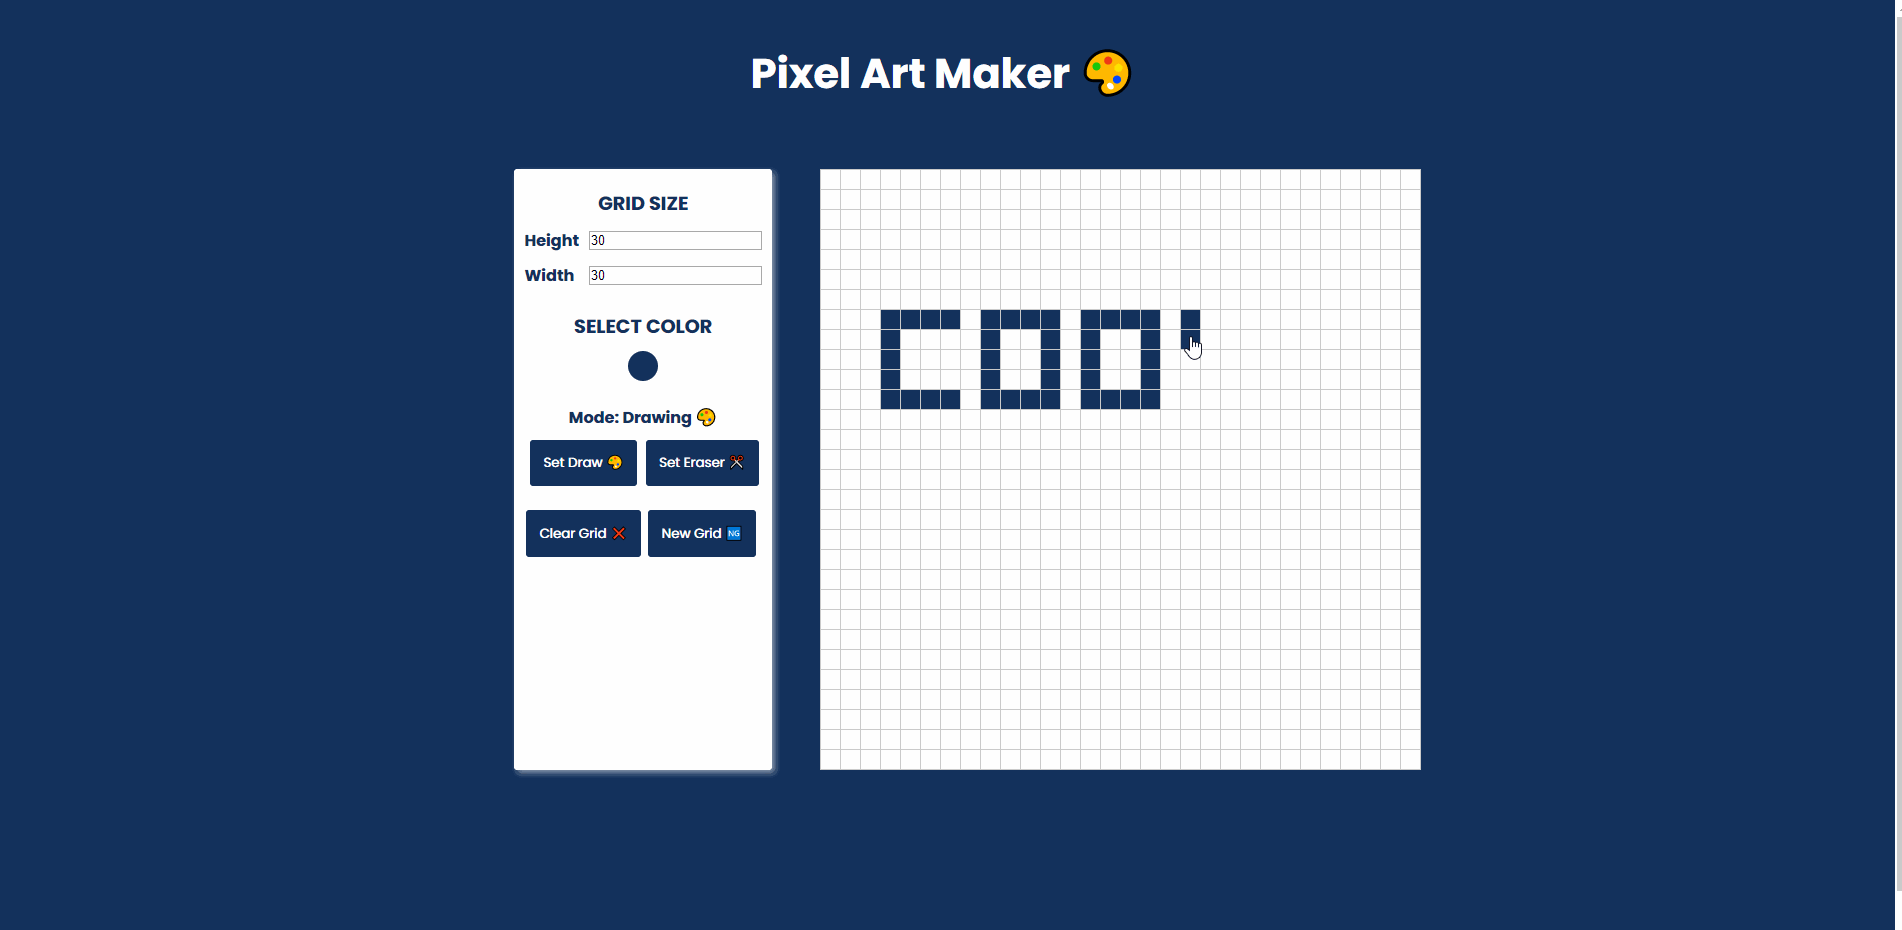 Pixel Art Maker 🎨
GRID SIZE
Height 30
Width 30
SELECT COLOR
Mode: Drawing 🎨
Set Draw 🎨 Set Eraser ✂
Clear Grid ❌ New Grid 🆖
COO